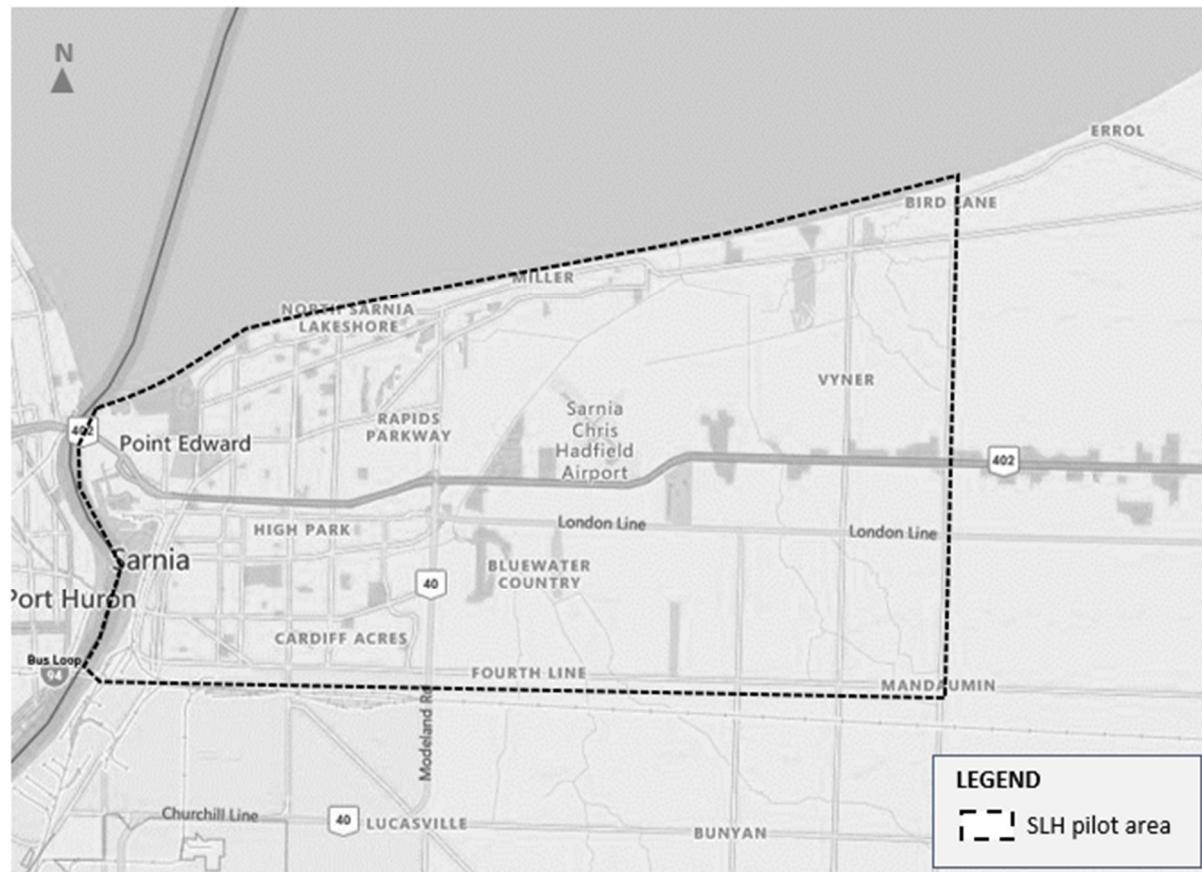 N
ERROL
BIRD LANE
MILLER
NORTH SARNIA
LAKESHORE
VYNER
RAPIDS
PARKWAY
Sarnia
Chris
Hadfield
Airport
402
Point Edward
402
HIGH PARK
London Line
London Line
Sarnia
BLUEWATER
COUNTRY
40
Port Huron
CARDIFF ACRES
Bus Loop
94
FOURTH LINE
MANDAUMIN
Modeland Rd
Churchill Line
40
LUCASVILLE
BUNYAN
LEGEND
SLH pilot area